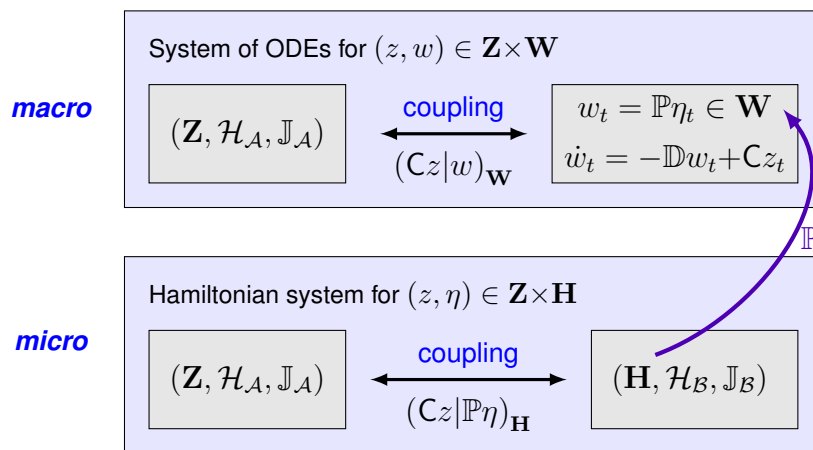 System of ODEs for (z, w) ∈ 𝐙×𝐖
macro
(𝐙, ℋ_𝒜, 𝕁_𝒜)
coupling
(𝖢z|w)_𝐖
w_t = ℙη_t ∈ 𝐖
ẇ_t = −𝔻w_t+𝖢z_t
ℙ
Hamiltonian system for (z, η) ∈ 𝐙×𝐇
micro
(𝐙, ℋ_𝒜, 𝕁_𝒜)
coupling
(𝖢z|ℙη)_𝐇
(𝐇, ℋ_ℬ, 𝕁_ℬ)